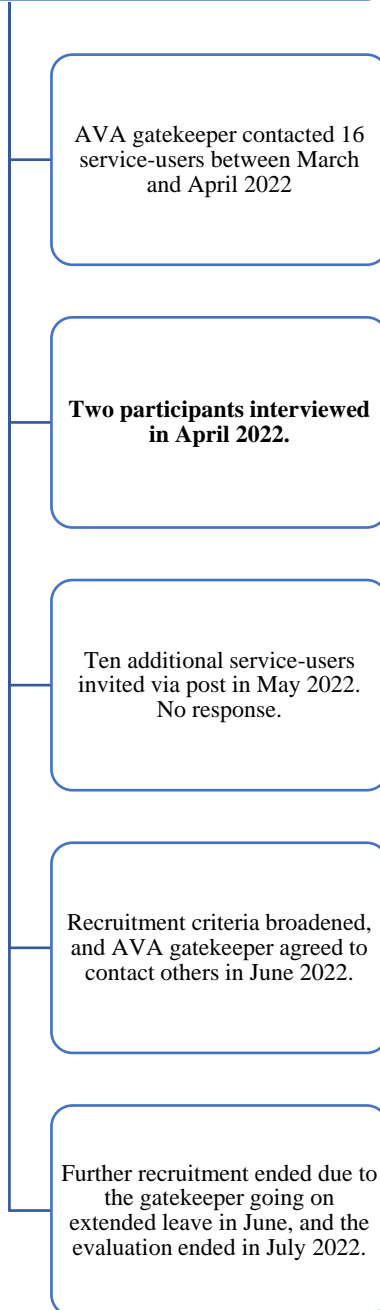 AVA gatekeeper contacted 16
service-users between March
and April 2022
Two participants interviewed
in April 2022.
Ten additional service-users
invited via post in May 2022.
No response.
Recruitment criteria broadened,
and AVA gatekeeper agreed to
contact others in June 2022.
Further recruitment ended due to
the gatekeeper going on
extended leave in June, and the
evaluation ended in July 2022.